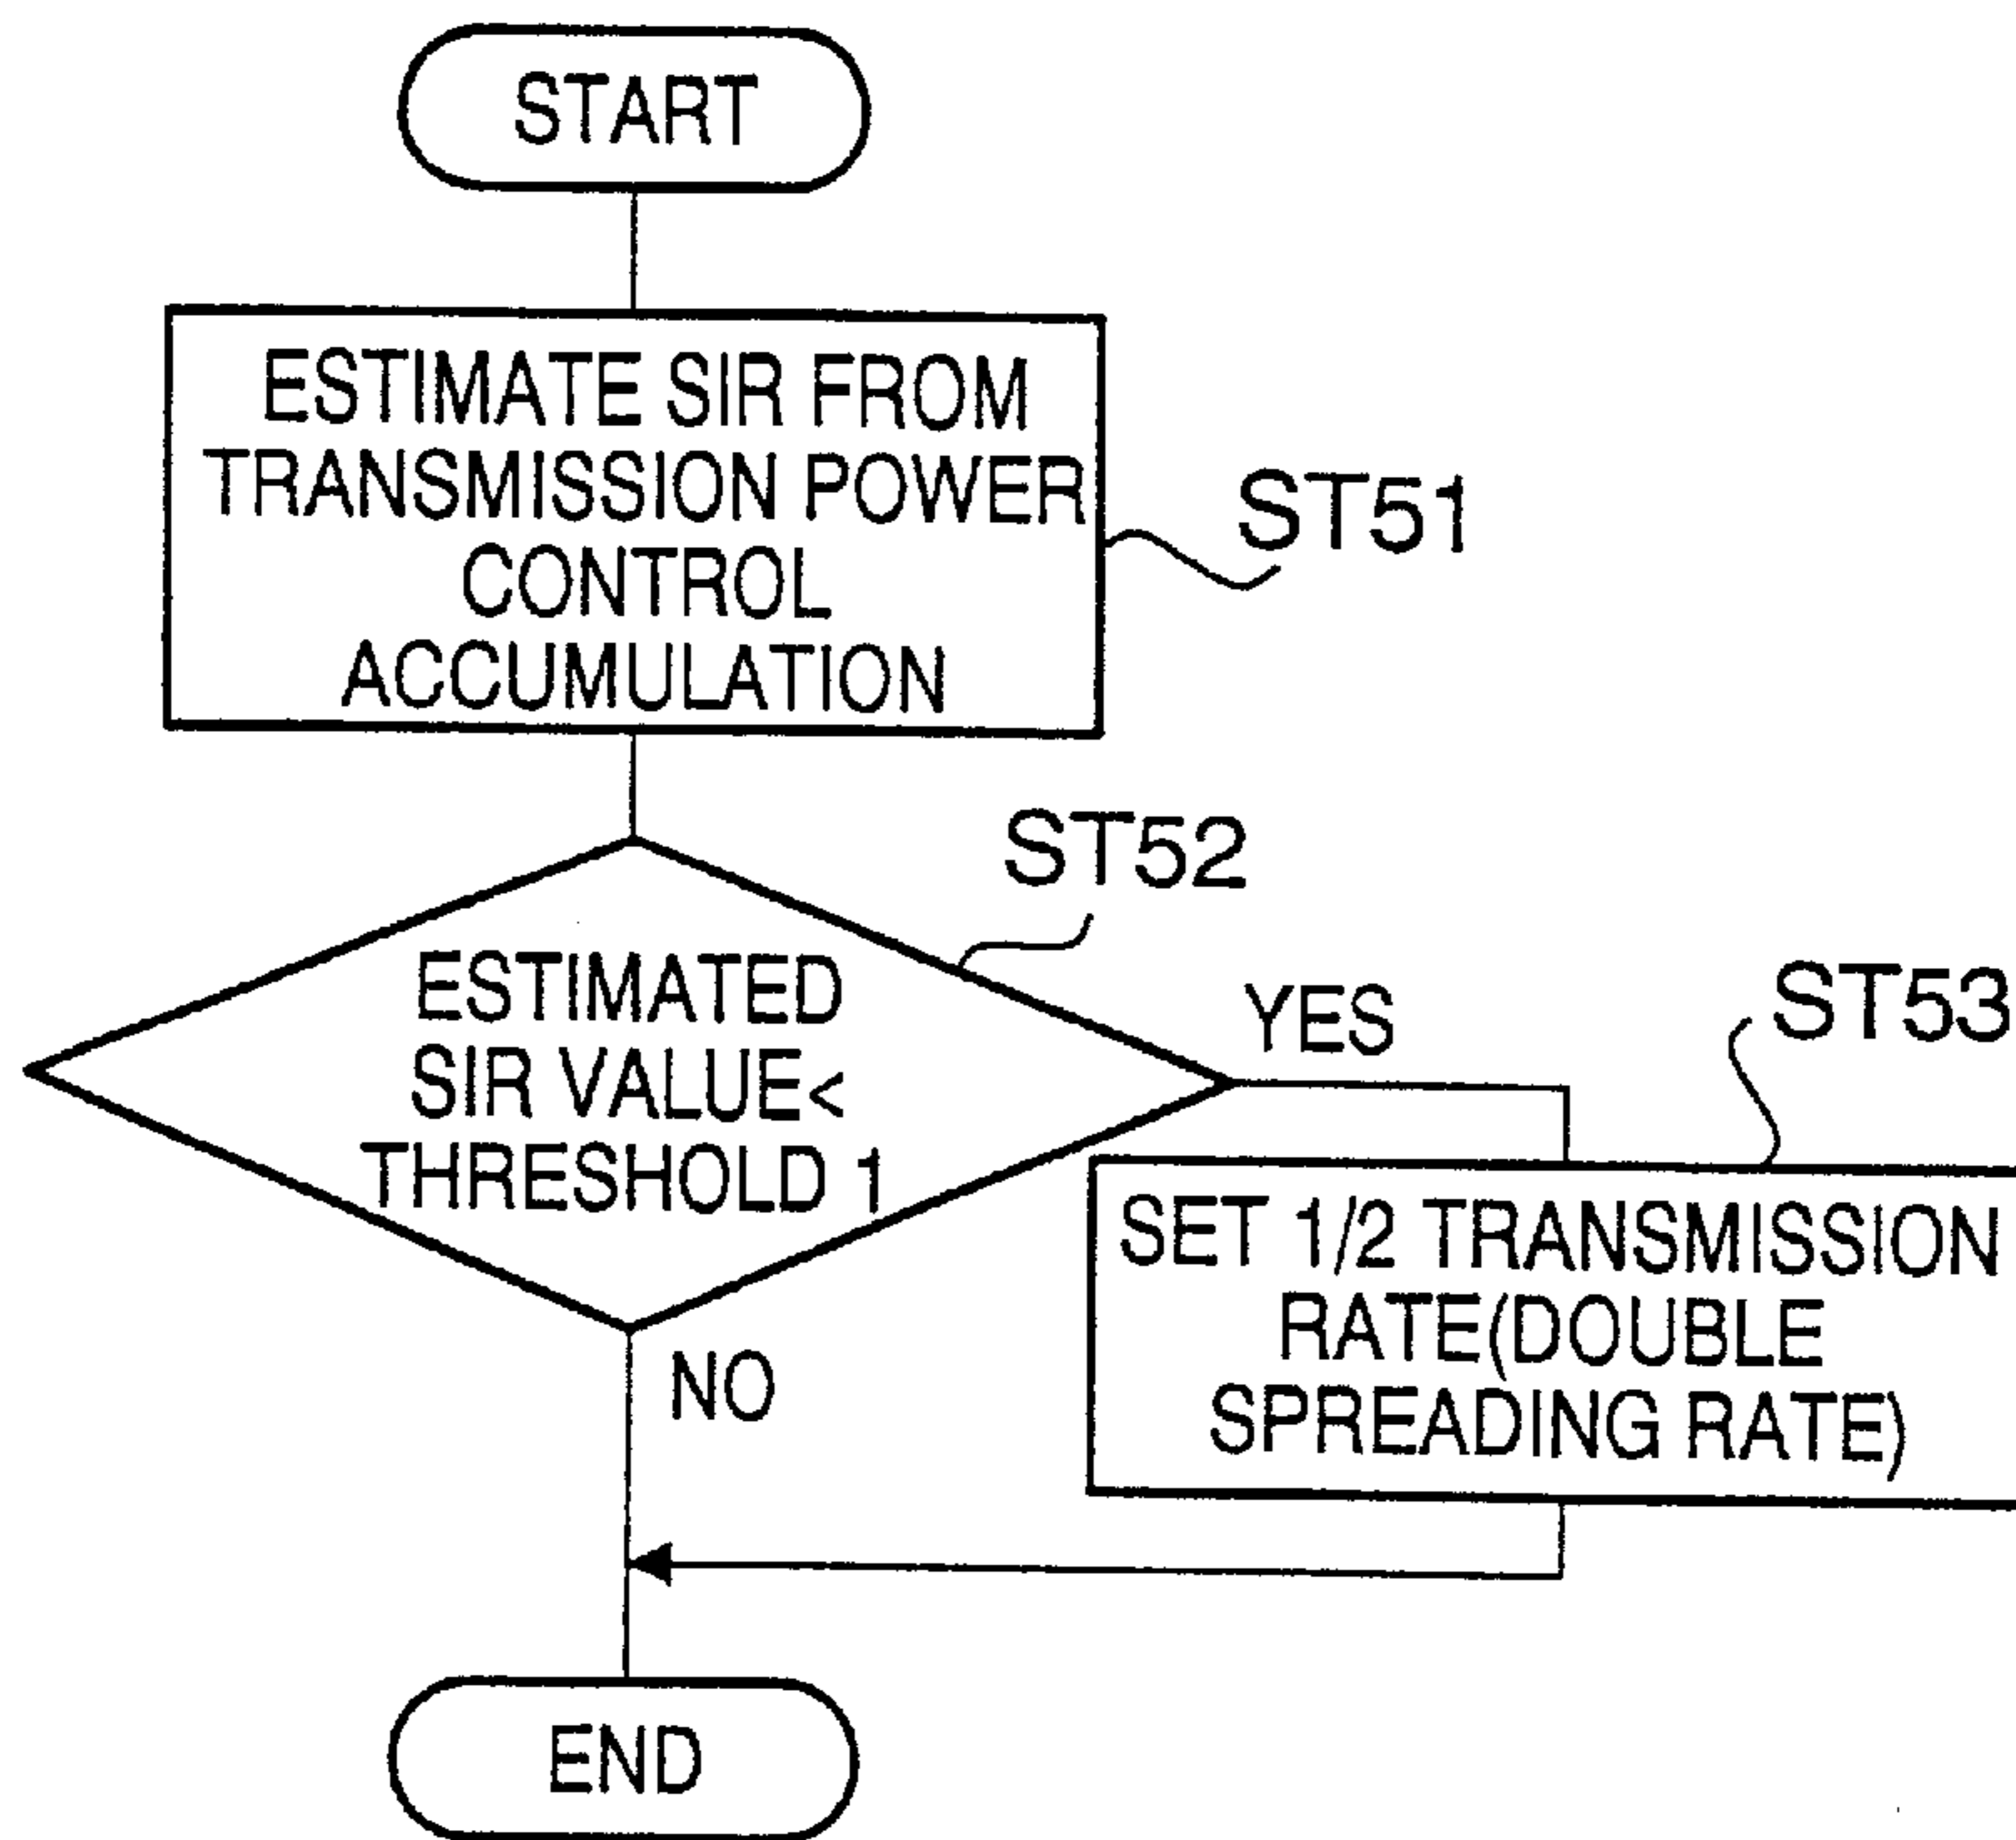 START
ESTIMATE SIR FROM
TRANSMISSION POWER
CONTROL
ACCUMULATION
ST51
ST52
ESTIMATED
SIR VALUE<
THRESHOLD 1
YES
ST53
SET 1/2 TRANSMISSION
RATE(DOUBLE
SPREADING RATE)
NO
END